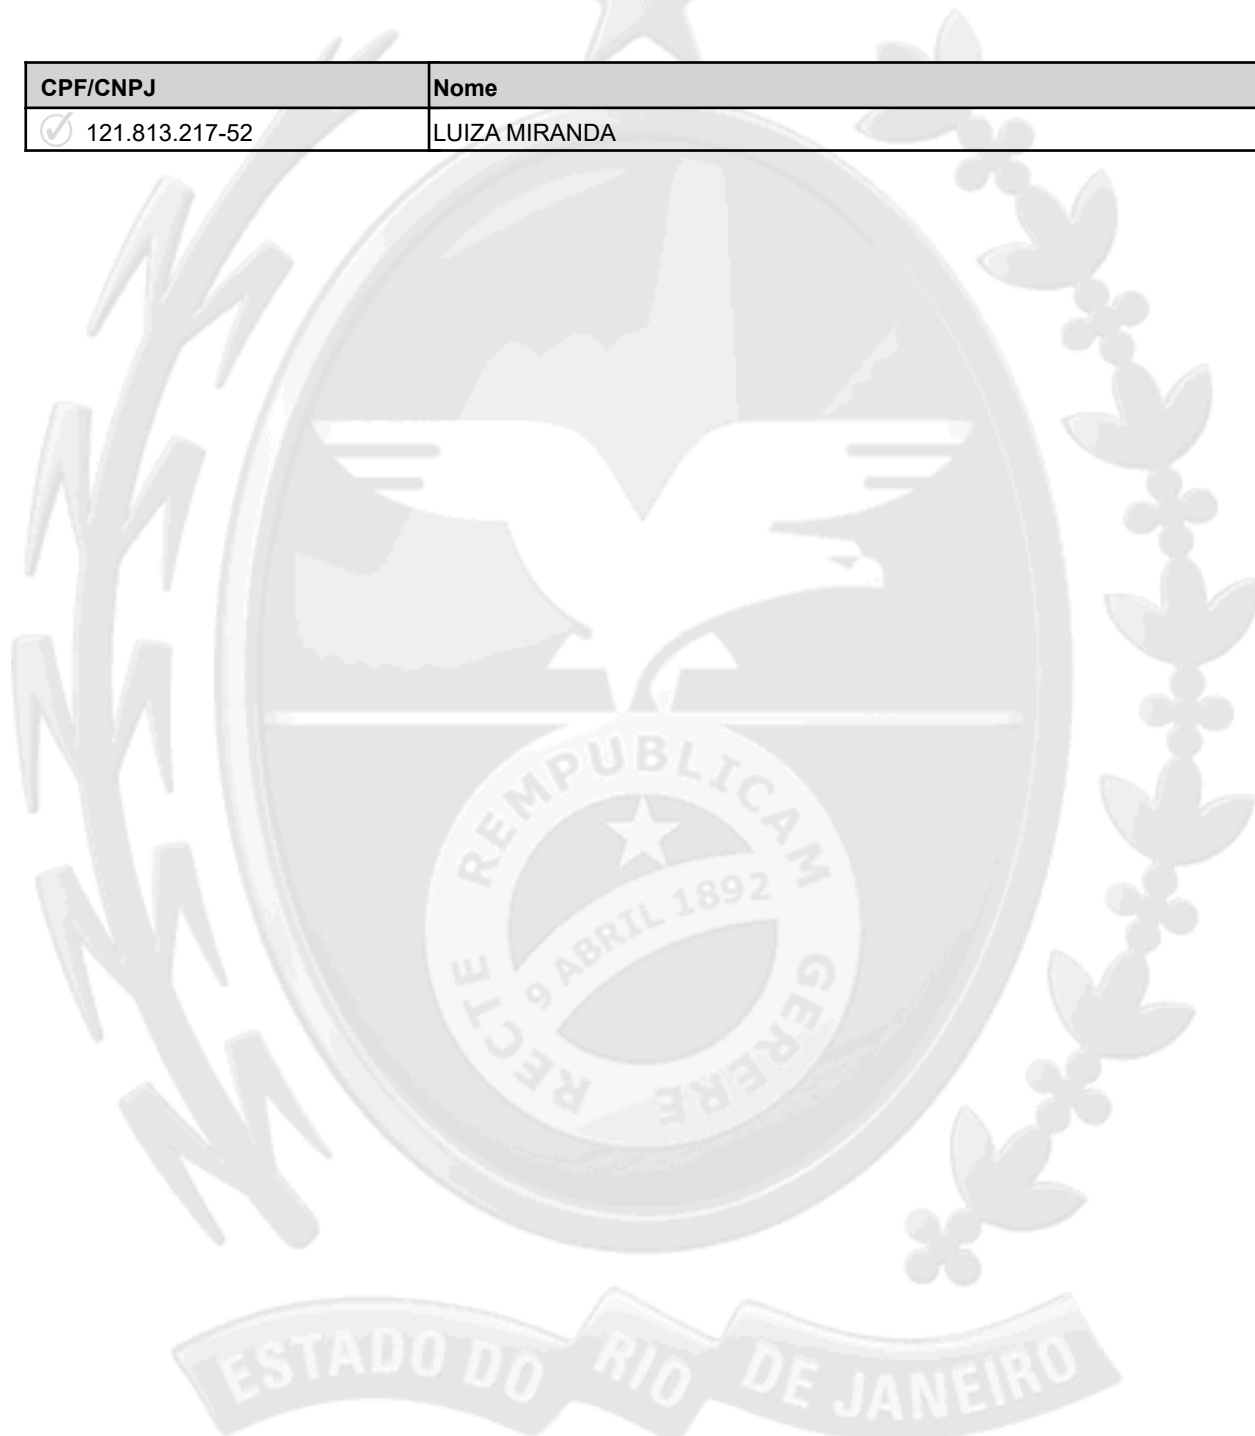 CPF/CNPJ Nome
121.813.217-52 LUIZA MIRANDA
REMPUBLICAM
9 ABRIL 1892
RECTE GERERE
ESTADO DO RIO DE JANEIRO